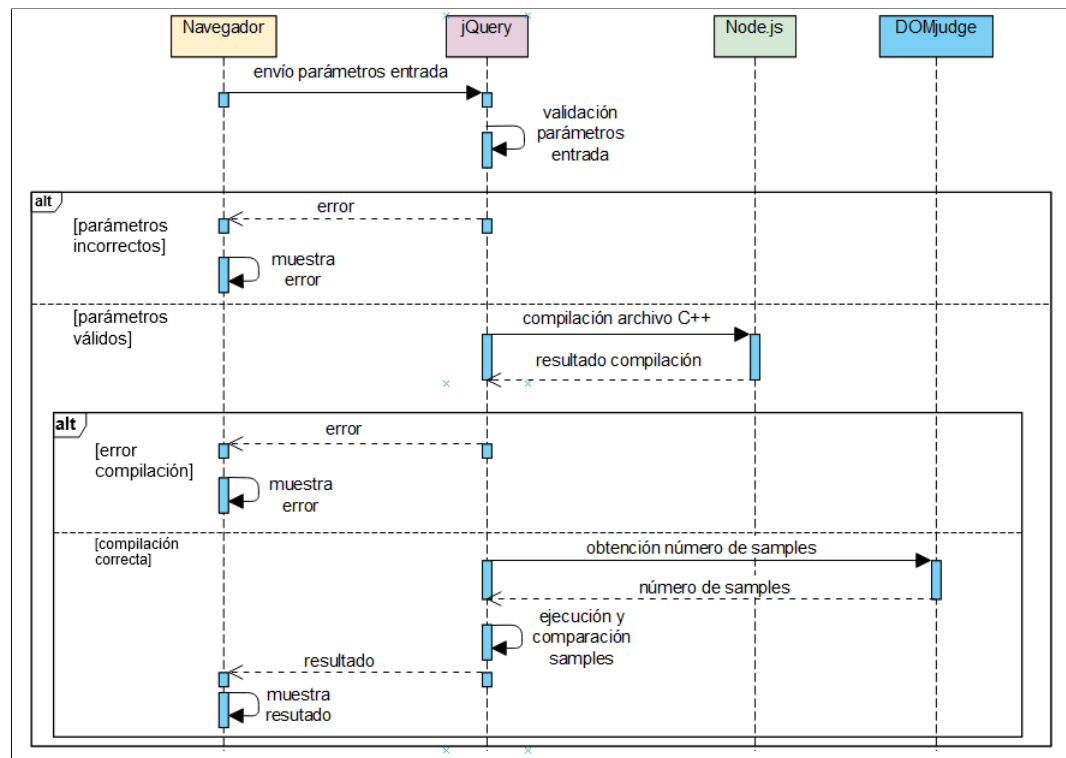 Navegador
jQuery
Node.js
DOMjudge
envío parámetros entrada
validación
parámetros
entrada
alt
[parámetros
incorrectos]
error
muestra
error
[parámetros
válidos]
compilación archivo C++
resultado compilación
alt
[error
compilación]
error
muestra
error
[compilación
correcta]
obtención número de samples
número de samples
ejecución y
comparación
samples
resultado
muestra
resutado